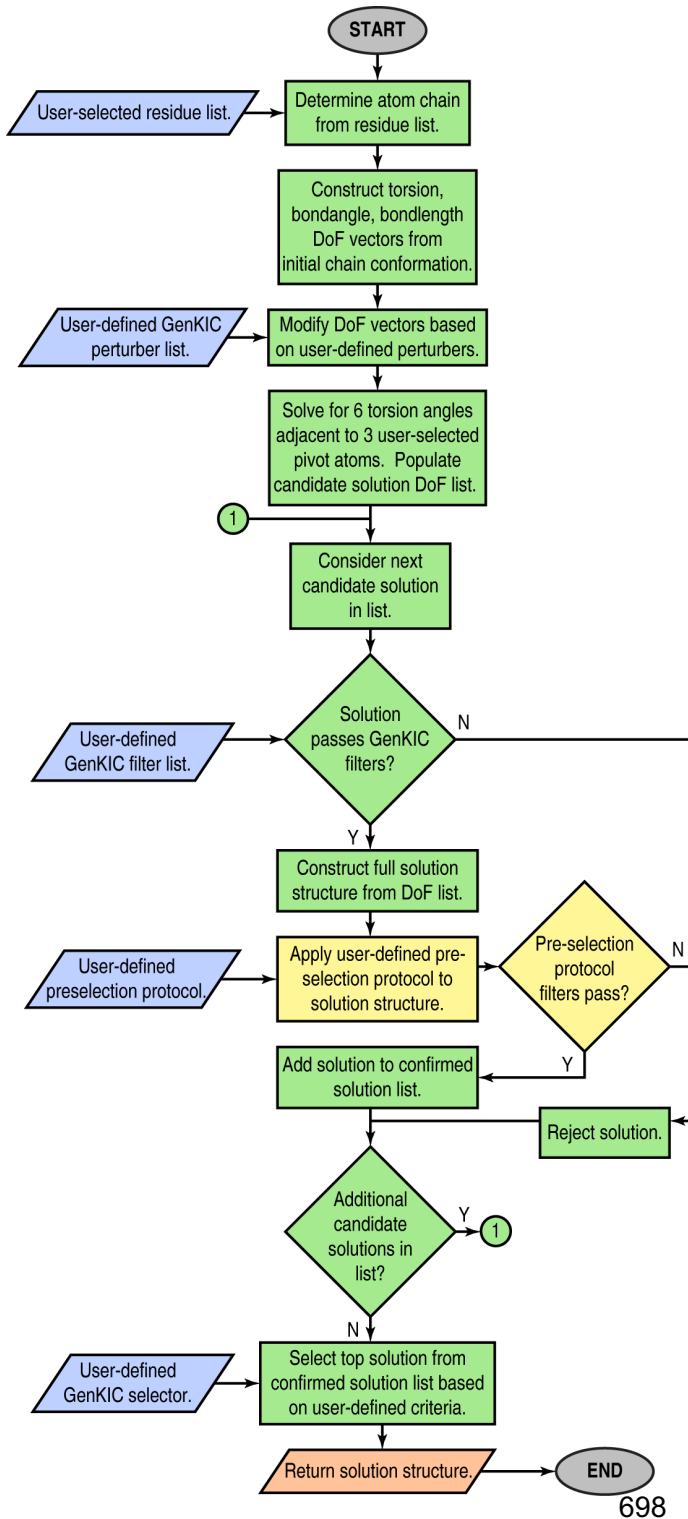 START
User-selected residue list.
Determine atom chain
from residue list.
Construct torsion,
bondangle, bondlength
DoF vectors from
initial chain conformation.
User-defined GenKIC
perturber list.
Modify DoF vectors based
on user-defined perturbers.
Solve for 6 torsion angles
adjacent to 3 user-selected
pivot atoms. Populate
candidate solution DoF list.
1
Consider next
candidate solution
in list.
User-defined
GenKIC filter list.
Solution
passes GenKIC
filters?
N
Y
Construct full solution
structure from DoF list.
User-defined
preselection protocol.
Apply user-defined pre-
selection protocol to
solution structure.
Pre-selection
protocol
filters pass?
N
Y
Add solution to confirmed
solution list.
Reject solution.
Additional
candidate
solutions in
list?
Y
1
N
User-defined
GenKIC selector.
Select top solution from
confirmed solution list based
on user-defined criteria.
Return solution structure.
END
698